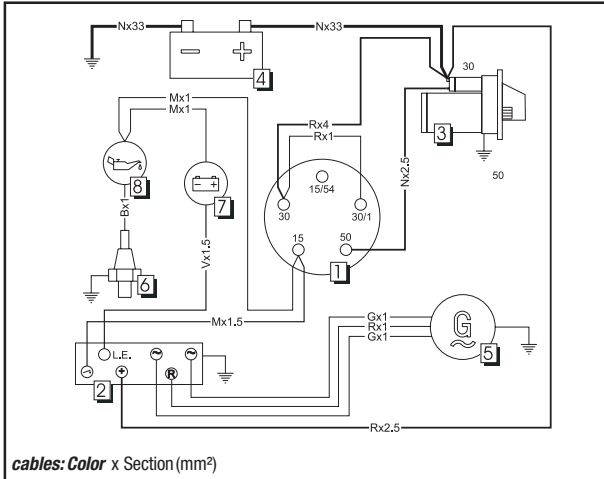 Nx33
Nx33
4
30
3
50
Mx1
Mx1
Rx4
Rx1
Nx2.5
8
7
15/54
30
30/1
15
50
1
Bx1
Vx1.5
6
Mx1.5
L.E.
R
2
Gx1
Rx1
Gx1
G
5
Rx2.5
cables: Color x Section (mm²)